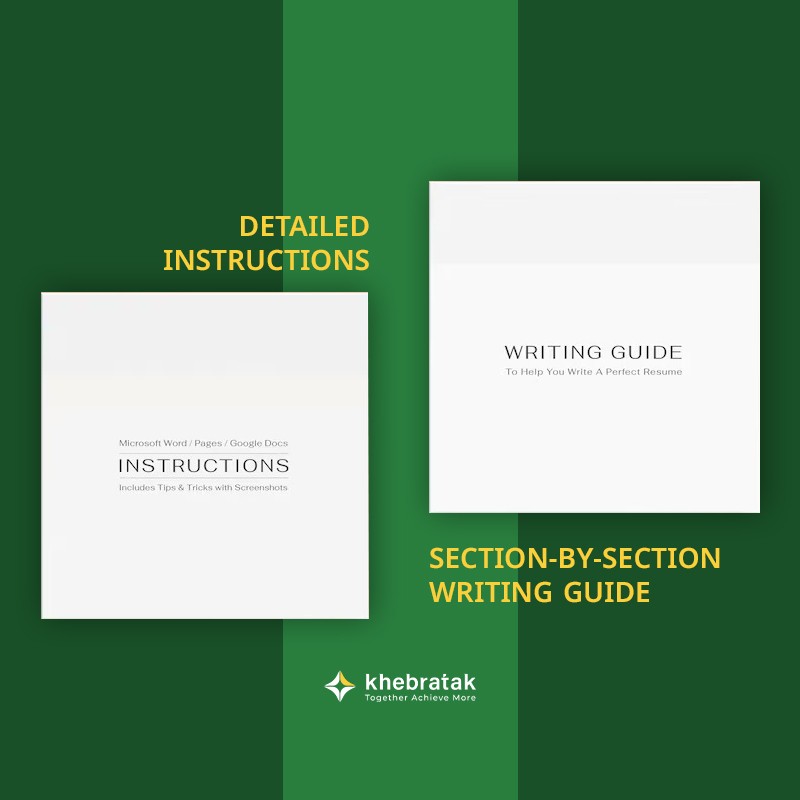 DETAILED
INSTRUCTIONS
Microsoft Word / Pages / Google Docs
INSTRUCTIONS
Includes Tips & Tricks with Screenshots
WRITING GUIDE
To Help You Write A Perfect Resume
SECTION-BY-SECTION
WRITING GUIDE
khebratak
Together Achieve More